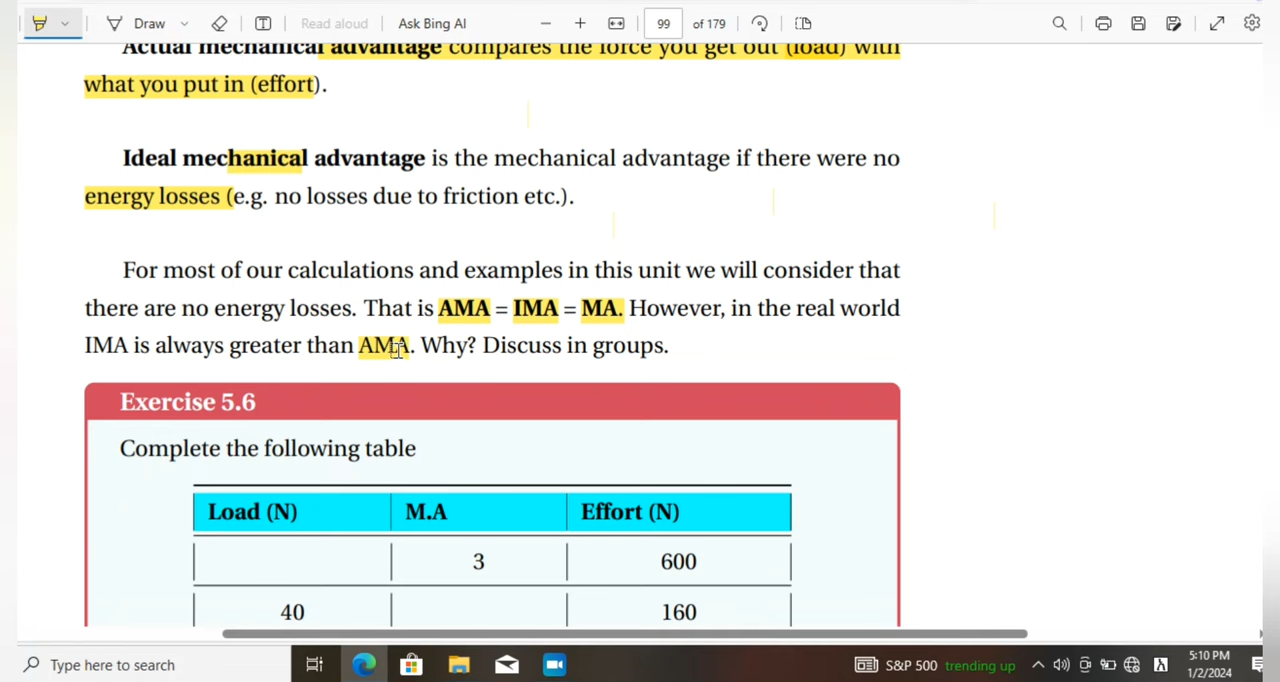 Draw
Read aloud
Ask Bing AI
99
of 179
Actual mechanical advantage compares the force you get out (load) with
what you put in (effort).
Ideal mechanical advantage is the mechanical advantage if there were no
energy losses (e.g. no losses due to friction etc.).
For most of our calculations and examples in this unit we will consider that
there are no energy losses. That is AMA = IMA = MA. However, in the real world
IMA is always greater than AMA. Why? Discuss in groups.
Exercise 5.6
Complete the following table
Load (N) M.A Effort (N)
3 600
40 160
Type here to search
S&P 500 trending up
5:10 PM
1/2/2024